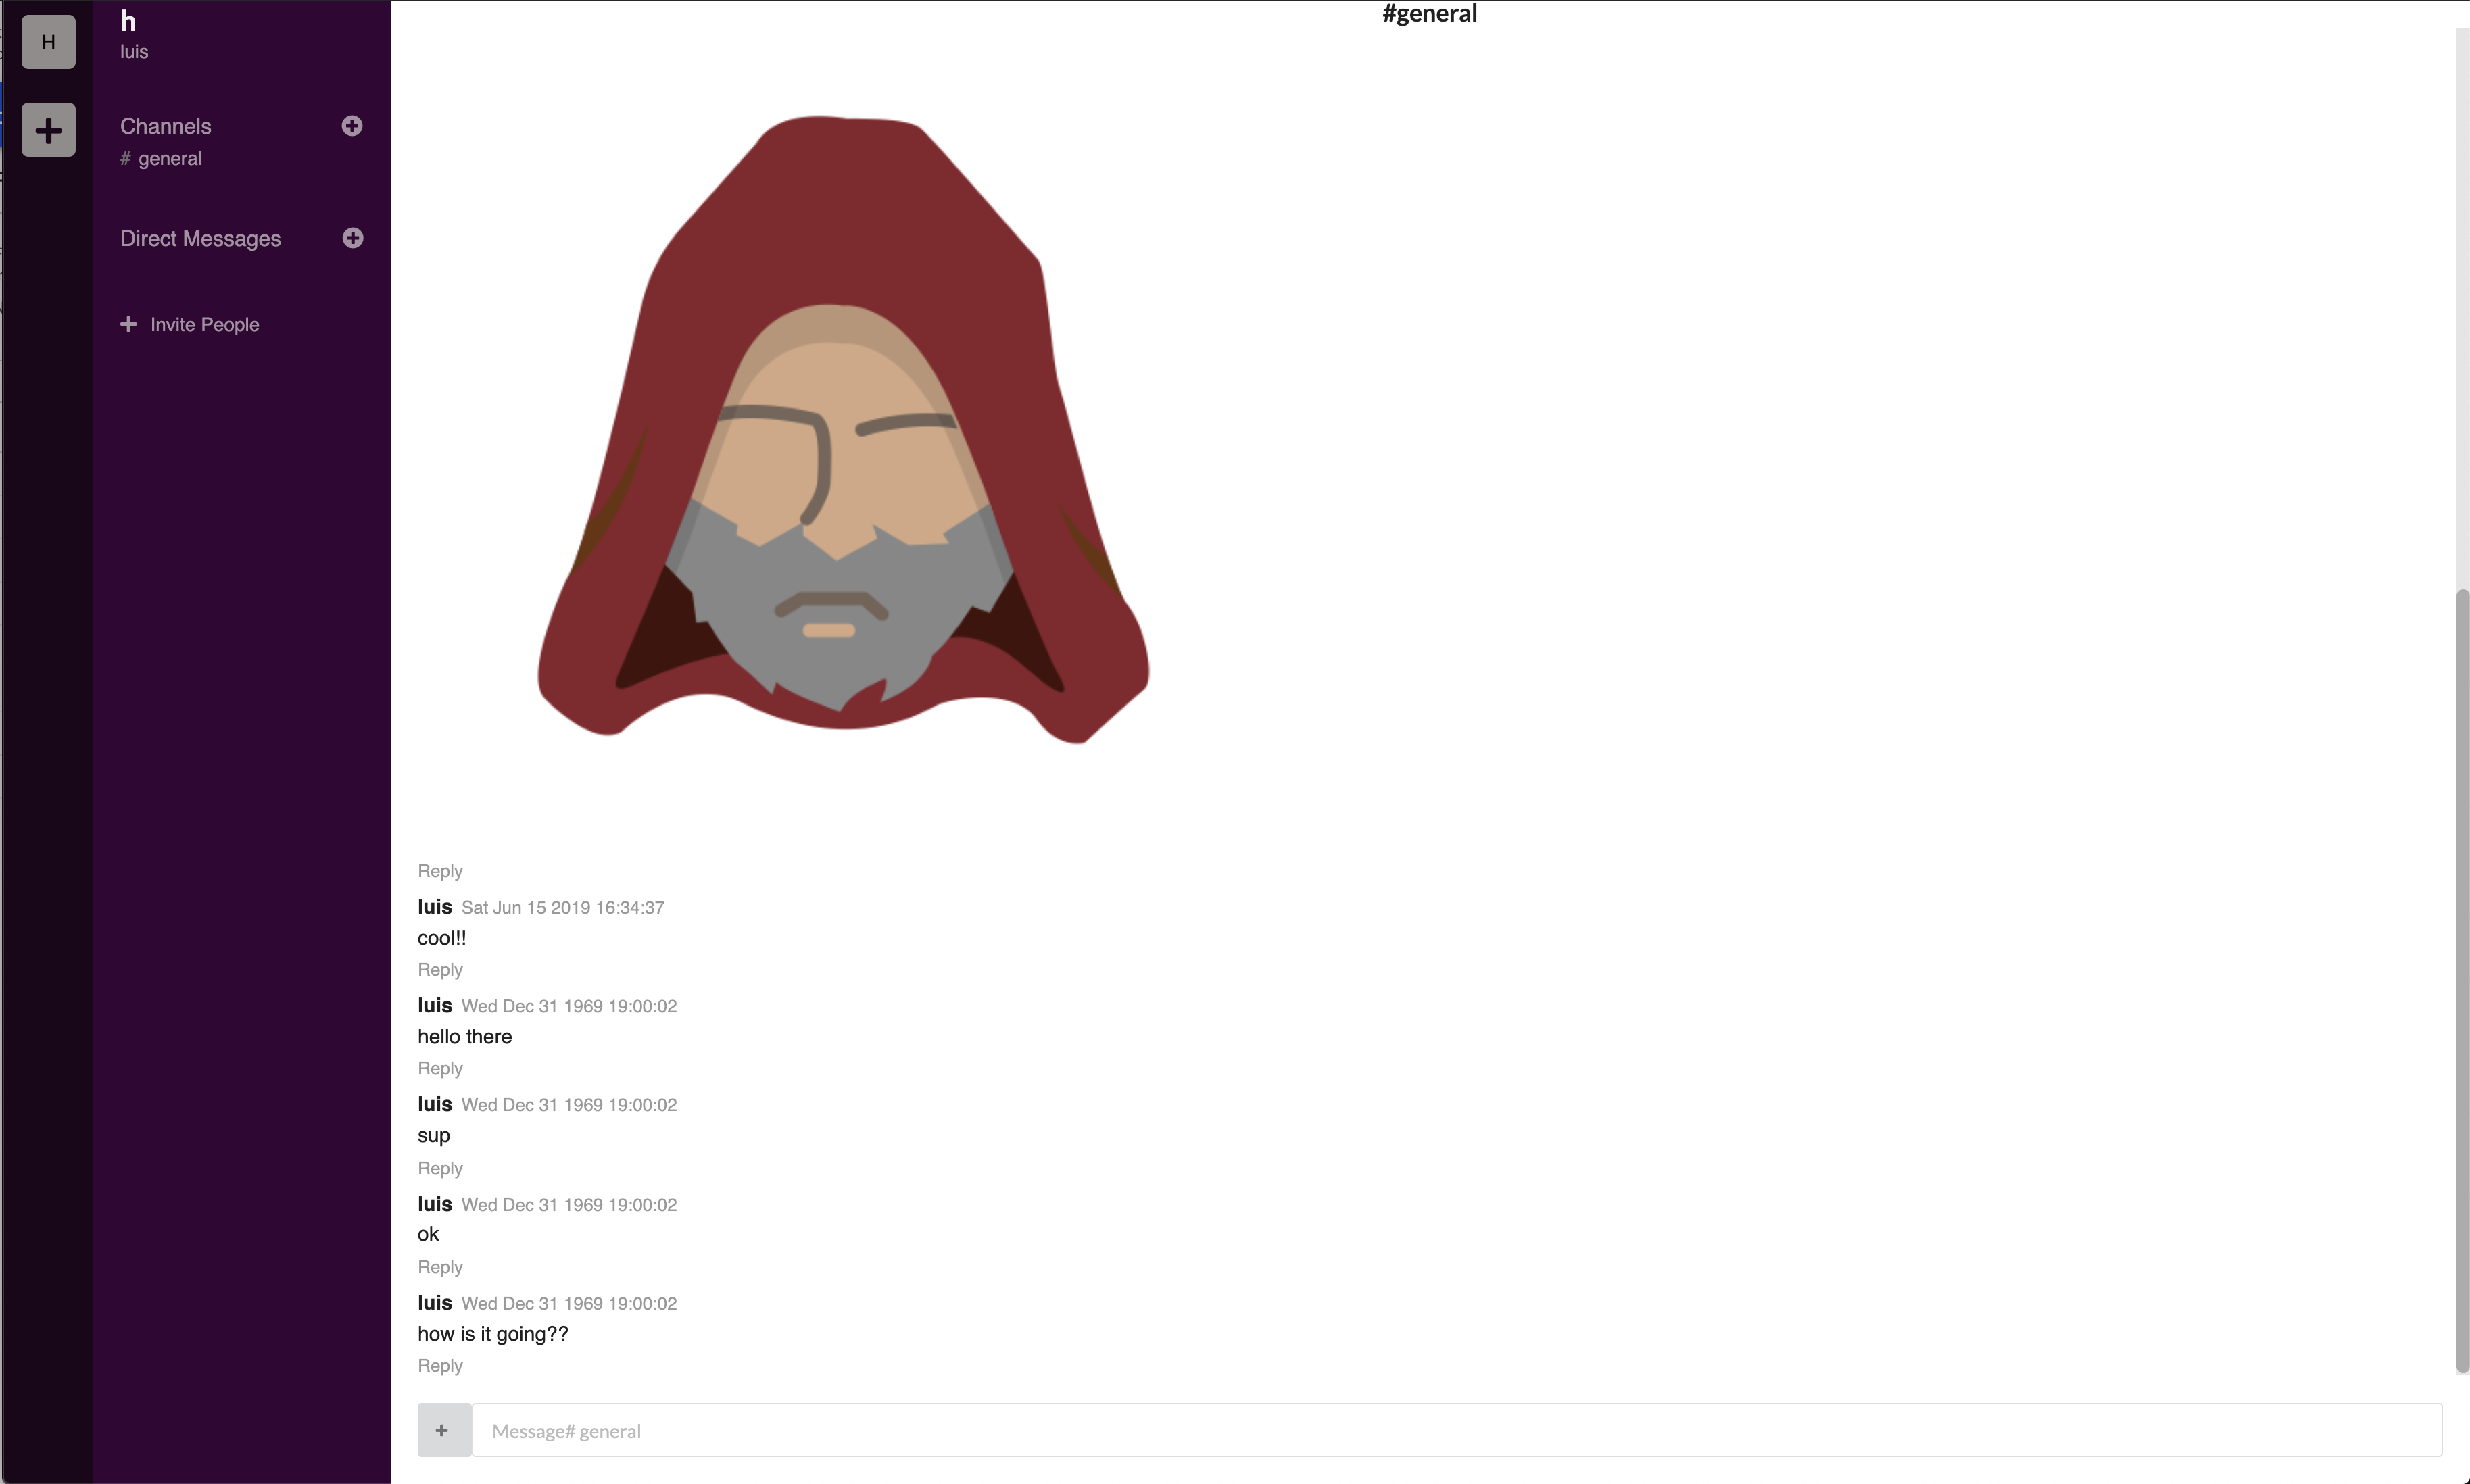 H
h
luis
Channels
# general
Direct Messages
Invite People
#general
Reply
luis Sat Jun 15 2019 16:34:37
cool!!
Reply
luis Wed Dec 31 1969 19:00:02
hello there
Reply
luis Wed Dec 31 1969 19:00:02
sup
Reply
luis Wed Dec 31 1969 19:00:02
ok
Reply
luis Wed Dec 31 1969 19:00:02
how is it going??
Reply
Message# general